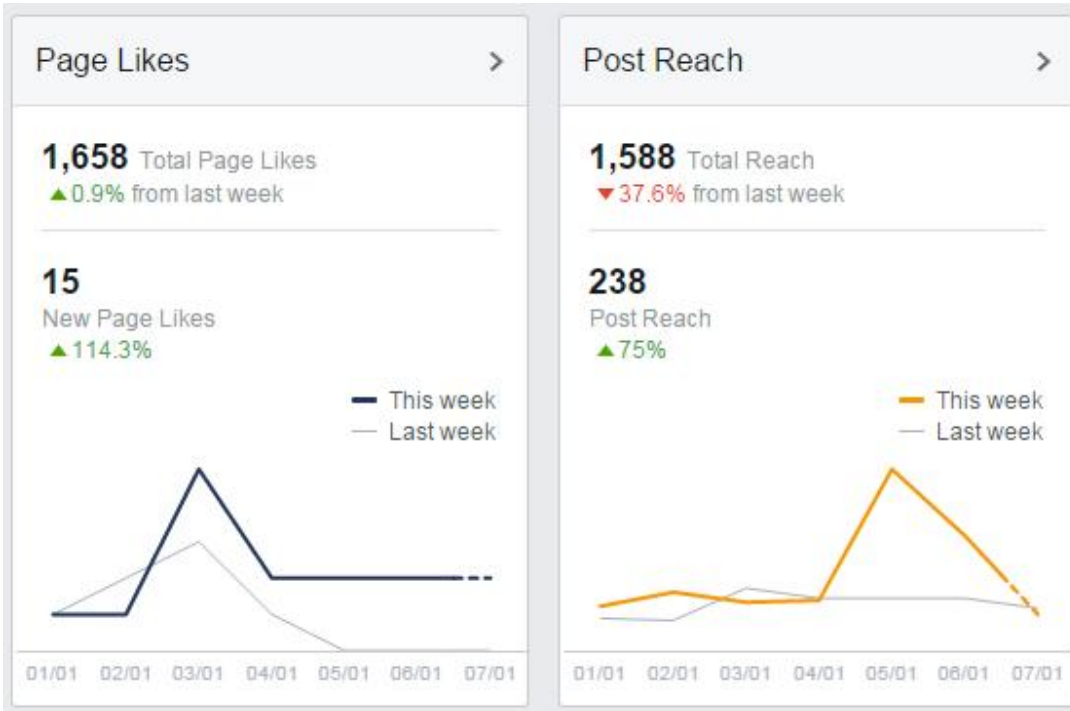 Page Likes
1,658 Total Page Likes
0.9% from last week
15
New Page Likes
114.3%
This week
Last week
01/01 02/01 03/01 04/01 05/01 06/01 07/01
Post Reach
1,588 Total Reach
37.6% from last week
238
Post Reach
75%
This week
Last week
01/01 02/01 03/01 04/01 05/01 06/01 07/01